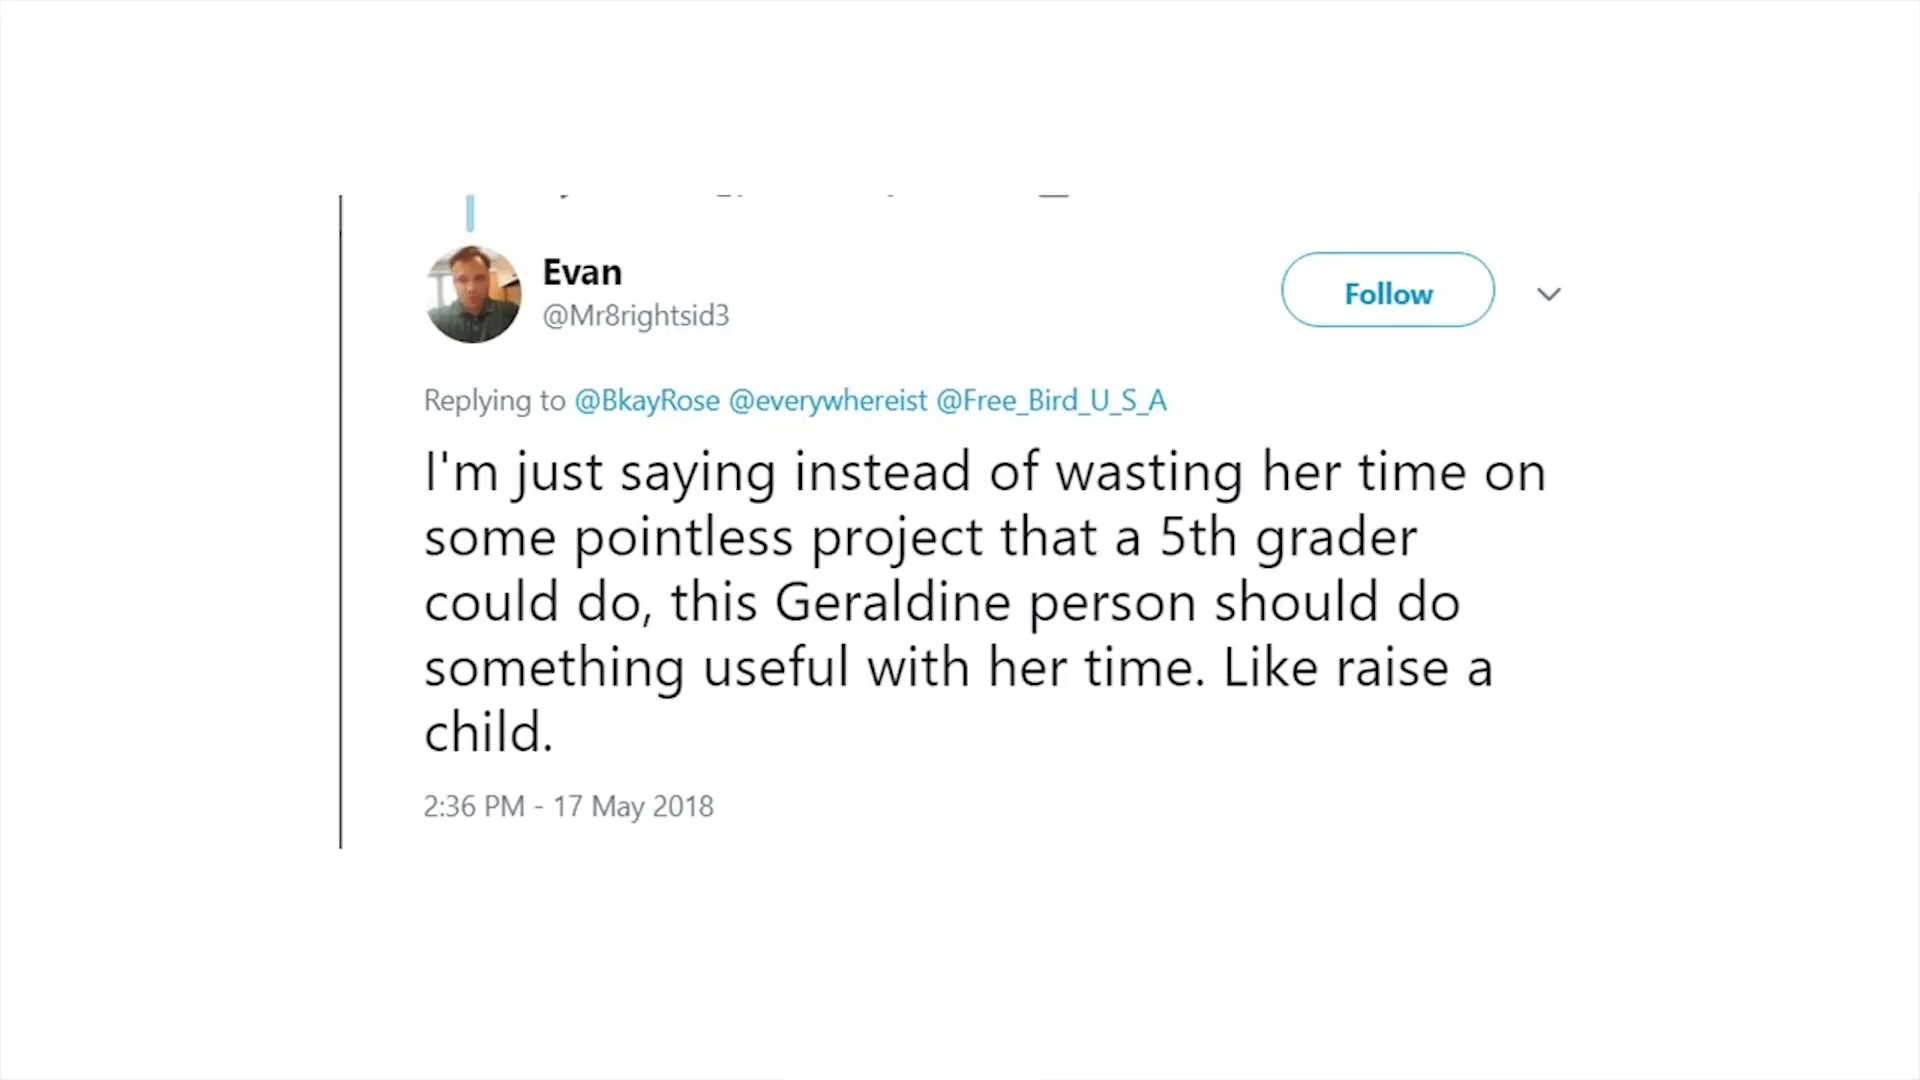 Evan
@Mr8rightsid3
Follow
Replying to @BkayRose @everywhereist @Free_Bird_U_S_A
I'm just saying instead of wasting her time on
some pointless project that a 5th grader
could do, this Geraldine person should do
something useful with her time. Like raise a
child.
2:36 PM - 17 May 2018